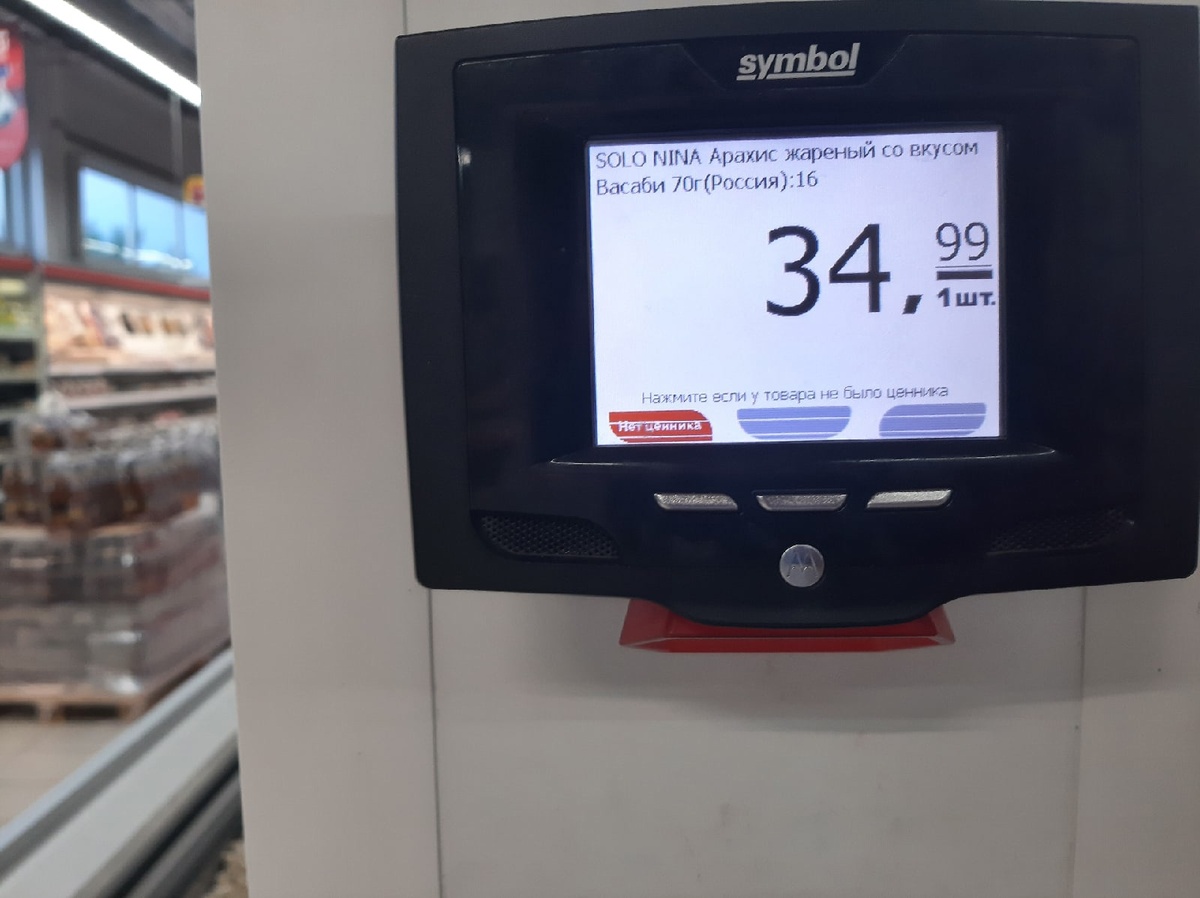 symbol
SOLO NINA Арахис жареный со вкусом
Васаби 70г(Россия):16
34,99
1шт.
Нажмите если у товара не было ценника
Нет ценника